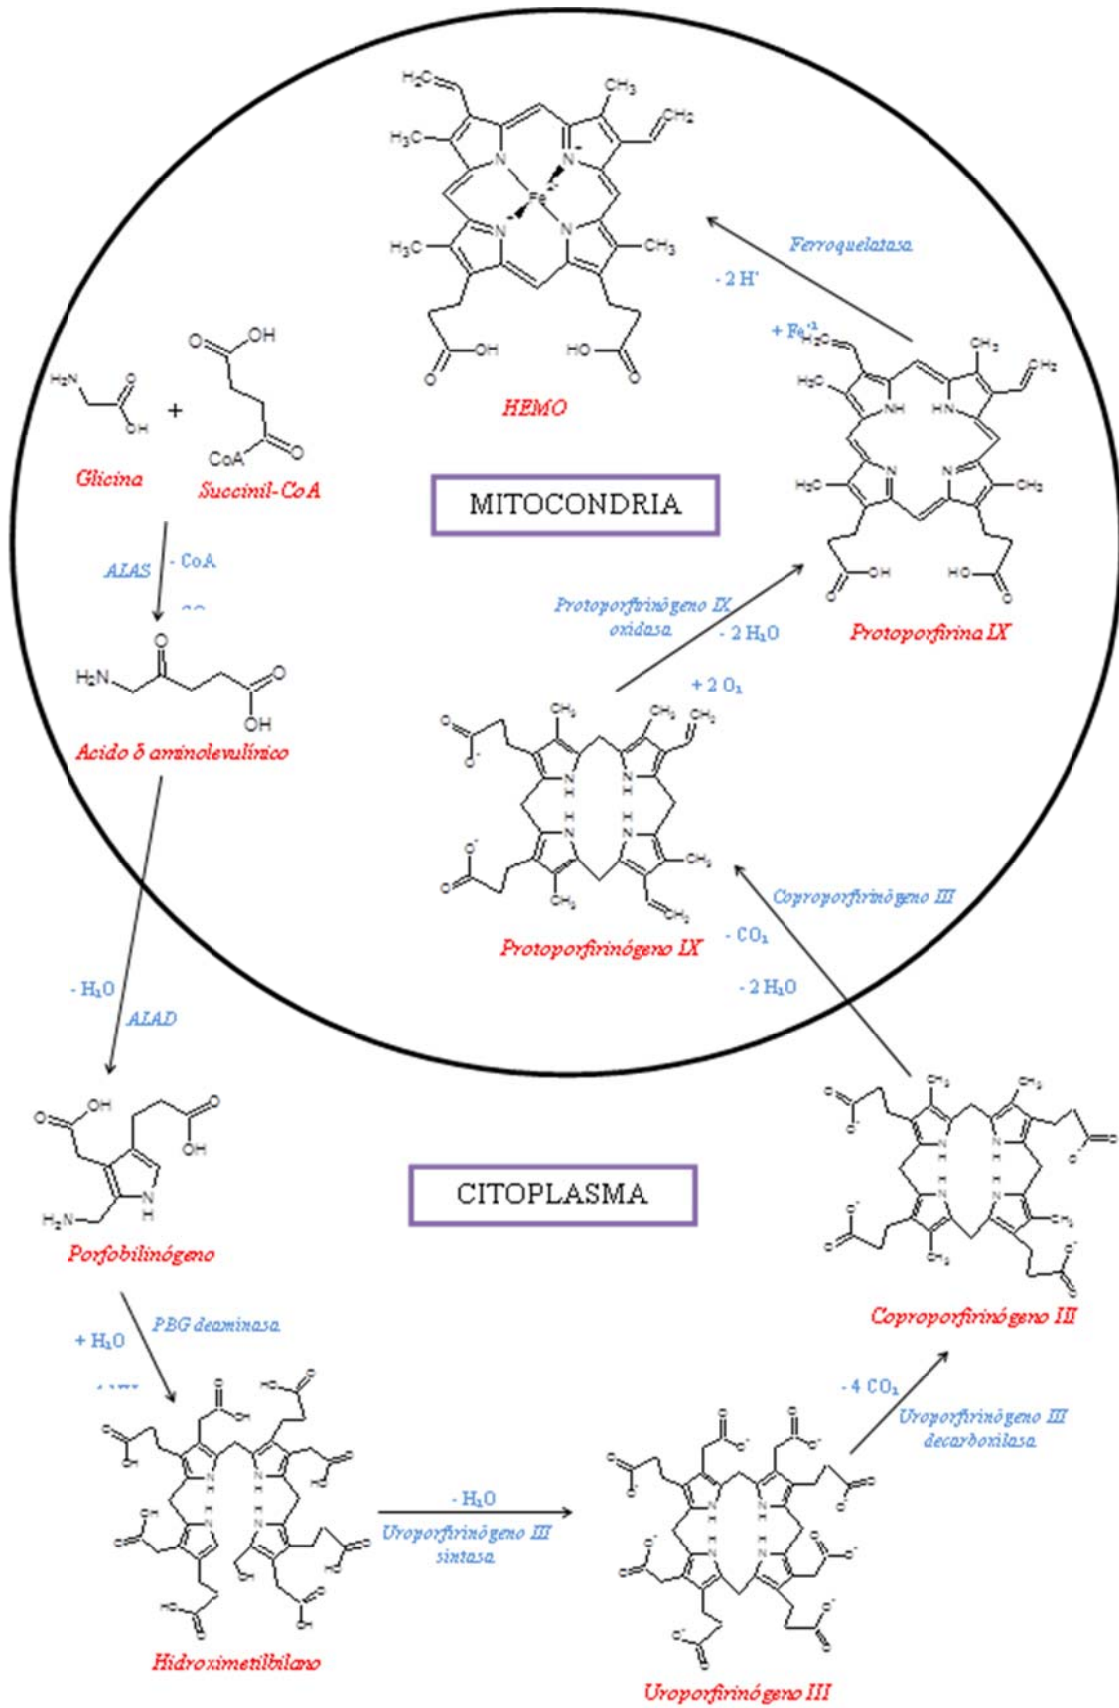 HEMO
Ferroquelatasa
- 2 H⁺
+ Fe⁺²
Glicina
+
Succinil-CoA
MITOCONDRIA
ALAS
- CoA
Acido δ aminolevulínico
Protoporfirinógeno IX
oxidasa
- 2 H₂O
+ 2 O₂
Protoporfirina IX
Protoporfirinógeno IX
Coproporfirinógeno III
- CO₂
- 2 H₂O
- H₂O
ALAD
Porfobilinógeno
CITOPLASMA
Coproporfirinógeno III
PBG deaminasa
+ H₂O
Hidroximetilbilano
- H₂O
Uroporfirinógeno III
sintasa
- 4 CO₂
Uroporfirinógeno III
decarboxilasa
Uroporfirinógeno III